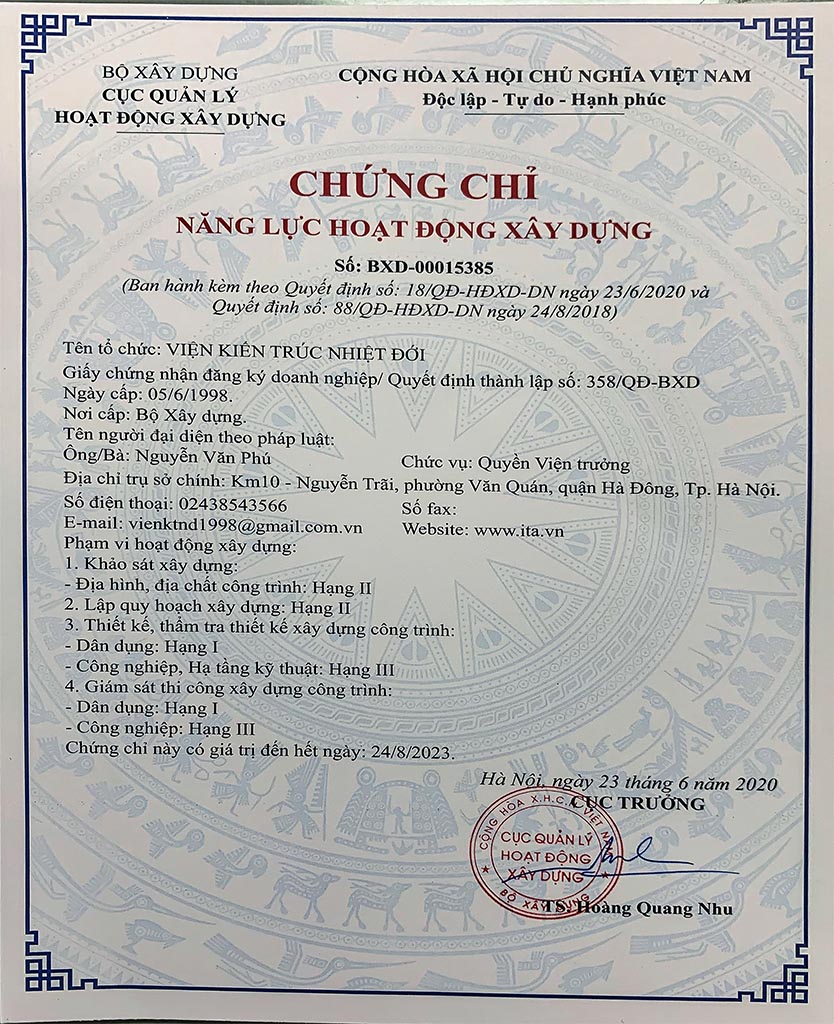 BỘ XÂY DỰNG
CỤC QUẢN LÝ
HOẠT ĐỘNG XÂY DỰNG
CỘNG HÒA XÃ HỘI CHỦ NGHĨA VIỆT NAM
Độc lập - Tự do - Hạnh phúc
CHỨNG CHỈ
NĂNG LỰC HOẠT ĐỘNG XÂY DỰNG
Số: BXD-00015385
(Ban hành kèm theo Quyết định số: 18/QĐ-HĐXD-DN ngày 23/6/2020 và
Quyết định số: 88/QĐ-HĐXD-DN ngày 24/8/2018)
Tên tổ chức: VIỆN KIẾN TRÚC NHIỆT ĐỚI
Giấy chứng nhận đăng ký doanh nghiệp/ Quyết định thành lập số: 358/QĐ-BXD
Ngày cấp: 05/6/1998.
Nơi cấp: Bộ Xây dựng.
Tên người đại diện theo pháp luật:
Ông/Bà: Nguyễn Văn Phú Chức vụ: Quyền Viện trưởng
Địa chỉ trụ sở chính: Km10 - Nguyễn Trãi, phường Văn Quán, quận Hà Đông, Tp. Hà Nội.
Số điện thoại: 02438543566 Số fax:
E-mail: vienktnd1998@gmail.com.vn Website: www.ita.vn
Phạm vi hoạt động xây dựng:
1. Khảo sát xây dựng:
- Địa hình, địa chất công trình: Hạng II
2. Lập quy hoạch xây dựng: Hạng II
3. Thiết kế, thẩm tra thiết kế xây dựng công trình:
- Dân dụng: Hạng I
- Công nghiệp, Hạ tầng kỹ thuật: Hạng III
4. Giám sát thi công xây dựng công trình:
- Dân dụng: Hạng I
- Công nghiệp: Hạng III
Chứng chỉ này có giá trị đến hết ngày: 24/8/2023.
Hà Nội, ngày 23 tháng 6 năm 2020
CỤC TRƯỞNG
CỘNG HÒA X.H.C.N VIỆT NAM
CỤC QUẢN LÝ
HOẠT ĐỘNG
XÂY DỰNG
BỘ XÂY DỰNG
TS. Hoàng Quang Nhu